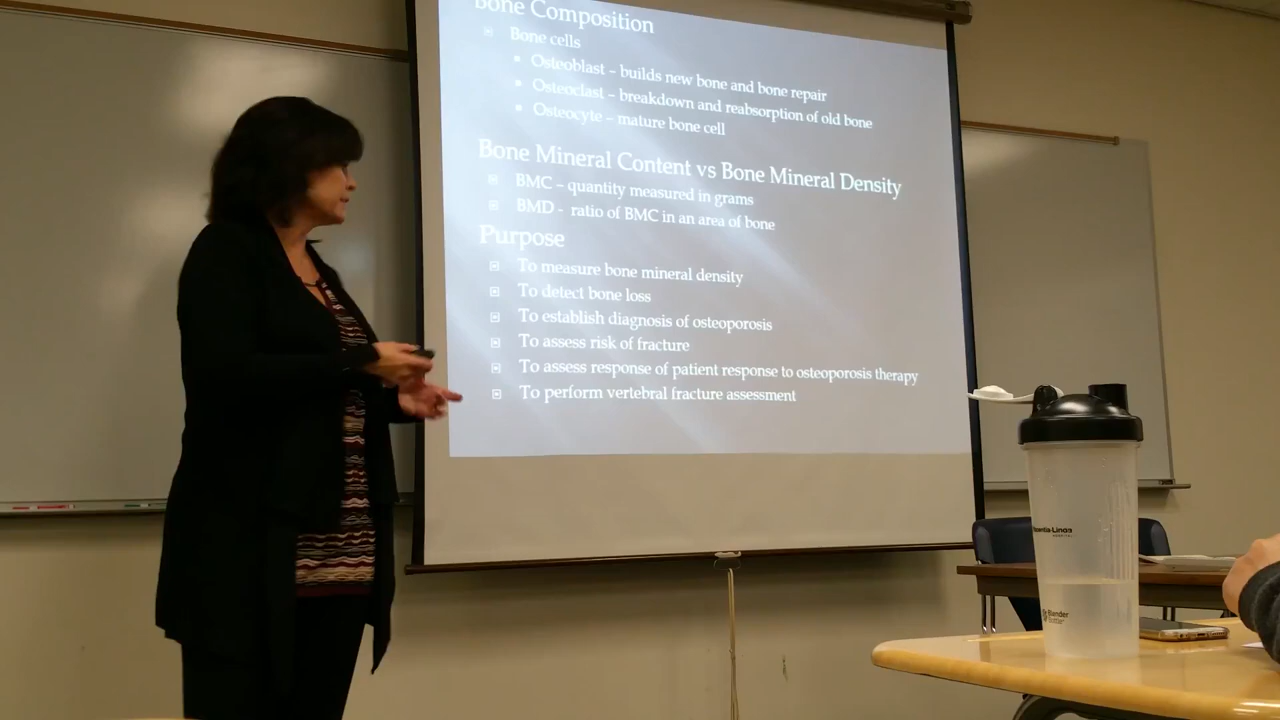 Bone Composition
Bone cells
Osteoblast – builds new bone and bone repair
Osteoclast – breakdown and reabsorption of old bone
Osteocyte – mature bone cell
Bone Mineral Content vs Bone Mineral Density
BMC – quantity measured in grams
BMD - ratio of BMC in an area of bone
Purpose
To measure bone mineral density
To detect bone loss
To establish diagnosis of osteoporosis
To assess risk of fracture
To assess response of patient response to osteoporosis therapy
To perform vertebral fracture assessment
Blender
Bottle